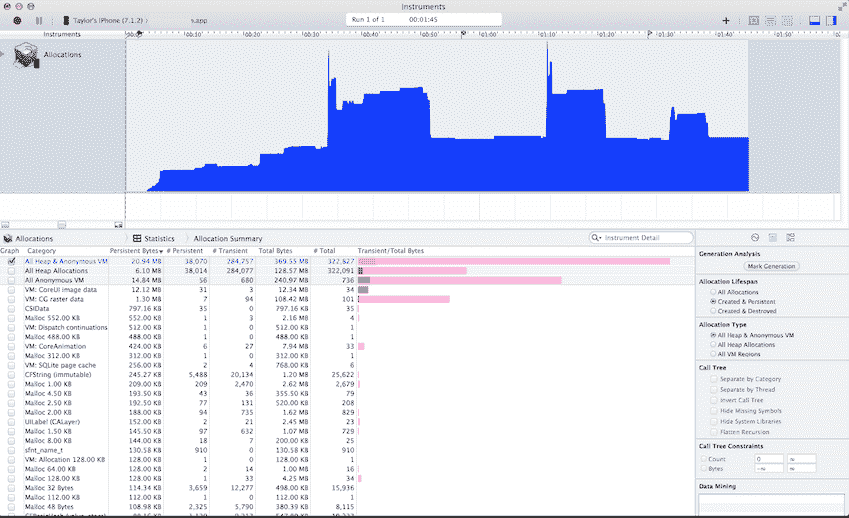 Instruments
Taylor's iPhone (7.1.2)
s.app
Run 1 of 1 00:01:45
Instruments 00:10 00:20 00:30 00:40 00:50 01:00 01:10 01:20 01:30 01:40 01:50
Allocations
Allocations Statistics Allocation Summary Instrument Detail
Graph Category Persistent Bytes # Persistent # Transient Total Bytes # Total Transient/Total Bytes
All Heap & Anonymous VM 20.94 MB 38,070 284,757 369.55 MB 322,827
All Heap Allocations 6.10 MB 38,014 284,077 128.57 MB 322,091
All Anonymous VM 14.84 MB 56 680 240.97 MB 736
VM: CoreUI image data 12.12 MB 31 3 12.34 MB 34
VM: CG raster data 1.30 MB 7 94 108.42 MB 101
CSIData 797.16 KB 35 0 797.16 KB 35
Malloc 552.00 KB 552.00 KB 1 3 2.16 MB 4
VM: Dispatch continuations 512.00 KB 1 0 512.00 KB 1
Malloc 488.00 KB 488.00 KB 1 0 488.00 KB 1
VM: CoreAnimation 424.00 KB 6 27 7.94 MB 33
Malloc 312.00 KB 312.00 KB 1 0 312.00 KB 1
VM: SQLite page cache 256.00 KB 2 4 768.00 KB 6
CFString (immutable) 245.27 KB 5,488 20,134 1.20 MB 25,622
Malloc 1.00 KB 209.00 KB 209 2,470 2.62 MB 2,679
Malloc 4.50 KB 193.50 KB 43 36 355.50 KB 79
Malloc 2.50 KB 192.50 KB 77 131 520.00 KB 208
Malloc 2.00 KB 188.00 KB 94 735 1.62 MB 829
UILabel (CALayer) 152.00 KB 2 21 2.45 MB 23
Malloc 1.50 KB 145.50 KB 97 632 1.07 MB 729
Malloc 8.00 KB 144.00 KB 18 7 200.00 KB 25
sfnt_name_t 130.58 KB 910 0 130.58 KB 910
VM: Allocation 128.00 KB 128.00 KB 1 0 128.00 KB 1
Malloc 64.00 KB 128.00 KB 2 14 1.00 MB 16
Malloc 128.00 KB 128.00 KB 1 33 4.25 MB 34
Malloc 32 Bytes 114.34 KB 3,659 12,277 498.00 KB 15,936
Malloc 112.00 KB 112.00 KB 1 0 112.00 KB 1
Malloc 48 Bytes 108.98 KB 2,325 5,790 380.39 KB 8,115
Generation Analysis
Mark Generation
Allocation Lifespan
All Allocations
Created & Persistent
Created & Destroyed
Allocation Type
All Heap & Anonymous VM
All Heap Allocations
All VM Regions
Call Tree
Separate by Category
Separate by Thread
Invert Call Tree
Hide Missing Symbols
Hide System Libraries
Flatten Recursion
Call Tree Constraints
Count 0 ∞
Bytes -∞ ∞
Data Mining